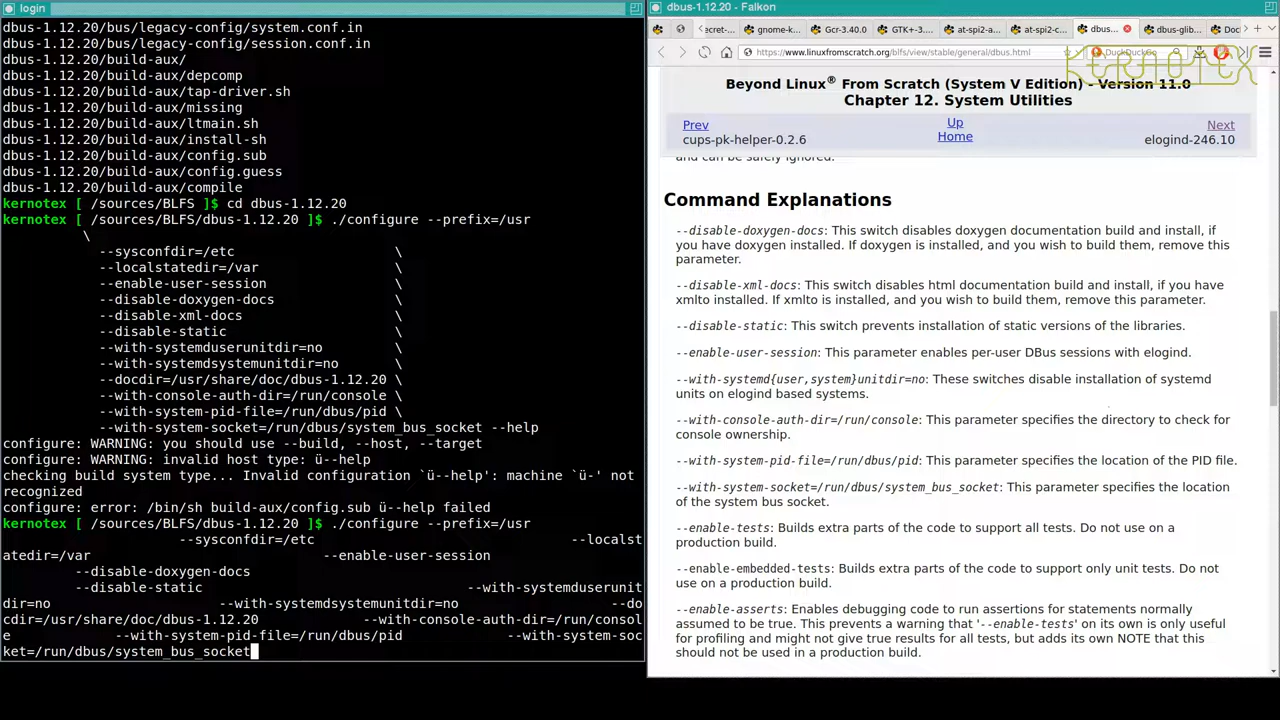 login
dbus-1.12.20/bus/legacy-config/system.conf.in
dbus-1.12.20/bus/legacy-config/session.conf.in
dbus-1.12.20/build-aux/
dbus-1.12.20/build-aux/depcomp
dbus-1.12.20/build-aux/tap-driver.sh
dbus-1.12.20/build-aux/missing
dbus-1.12.20/build-aux/ltmain.sh
dbus-1.12.20/build-aux/install-sh
dbus-1.12.20/build-aux/config.sub
dbus-1.12.20/build-aux/config.guess
dbus-1.12.20/build-aux/compile
kernotex [ /sources/BLFS ]$ cd dbus-1.12.20
kernotex [ /sources/BLFS/dbus-1.12.20 ]$ ./configure --prefix=/usr
\
--sysconfdir=/etc \
--localstatedir=/var \
--enable-user-session \
--disable-doxygen-docs \
--disable-xml-docs \
--disable-static \
--with-systemduserunitdir=no \
--with-systemdsystemunitdir=no \
--docdir=/usr/share/doc/dbus-1.12.20 \
--with-console-auth-dir=/run/console \
--with-system-pid-file=/run/dbus/pid \
--with-system-socket=/run/dbus/system_bus_socket --help
configure: WARNING: you should use --build, --host, --target
configure: WARNING: invalid host type: ü--help
checking build system type... Invalid configuration `ü--help': machine `ü-' not
recognized
configure: error: /bin/sh build-aux/config.sub ü--help failed
kernotex [ /sources/BLFS/dbus-1.12.20 ]$ ./configure --prefix=/usr
--sysconfdir=/etc --localst
atedir=/var --enable-user-session
--disable-doxygen-docs
--disable-static --with-systemduserunit
dir=no --with-systemdsystemunitdir=no --do
cdir=/usr/share/doc/dbus-1.12.20 --with-console-auth-dir=/run/consol
e --with-system-pid-file=/run/dbus/pid --with-system-soc
ket=/run/dbus/system_bus_socket
dbus-1.12.20 - Falkon
ecret-... gnome-k... Gcr-3.40.0 GTK+-3.... at-spi2-a... at-spi2-c... dbus... dbus-glib...
https://www.linuxfromscratch.org/blfs/view/stable/general/dbus.html DuckDuckGo
KERNOTEX
Beyond Linux® From Scratch (System V Edition) - Version 11.0
Chapter 12. System Utilities
Prev Up Next
cups-pk-helper-0.2.6 Home elogind-246.10
and can be safely ignored.
Command Explanations
--disable-doxygen-docs: This switch disables doxygen documentation build and install, if
you have doxygen installed. If doxygen is installed, and you wish to build them, remove this
parameter.
--disable-xml-docs: This switch disables html documentation build and install, if you have
xmlto installed. If xmlto is installed, and you wish to build them, remove this parameter.
--disable-static: This switch prevents installation of static versions of the libraries.
--enable-user-session: This parameter enables per-user DBus sessions with elogind.
--with-systemd{user,system}unitdir=no: These switches disable installation of systemd
units on elogind based systems.
--with-console-auth-dir=/run/console: This parameter specifies the directory to check for
console ownership.
--with-system-pid-file=/run/dbus/pid: This parameter specifies the location of the PID file.
--with-system-socket=/run/dbus/system_bus_socket: This parameter specifies the location
of the system bus socket.
--enable-tests: Builds extra parts of the code to support all tests. Do not use on a
production build.
--enable-embedded-tests: Builds extra parts of the code to support only unit tests. Do not
use on a production build.
--enable-asserts: Enables debugging code to run assertions for statements normally
assumed to be true. This prevents a warning that '--enable-tests' on its own is only useful
for profiling and might not give true results for all tests, but adds its own NOTE that this
should not be used in a production build.